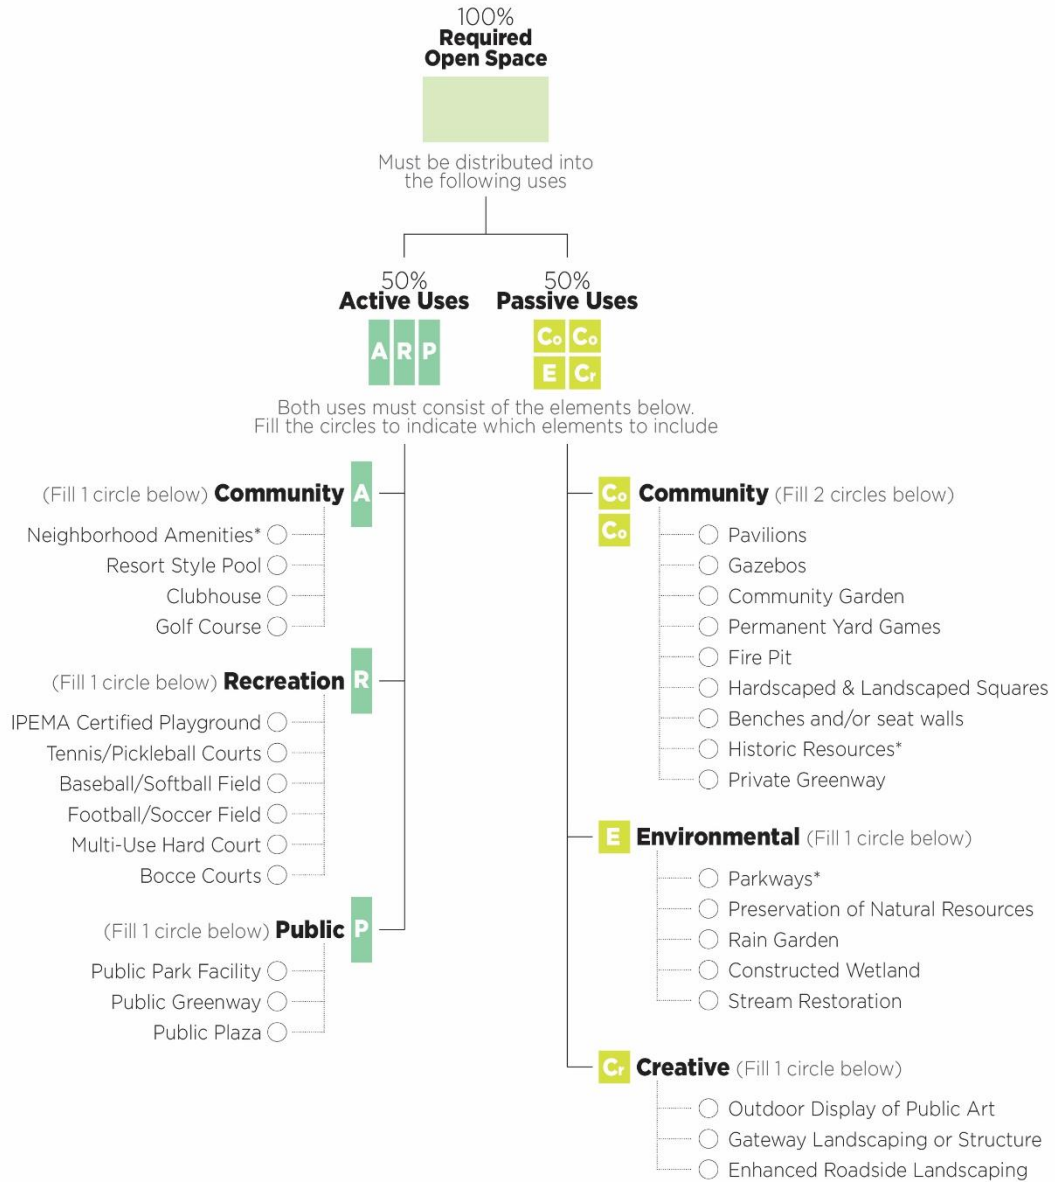 100%
Required
Open Space
Must be distributed into
the following uses
50%
Active Uses
A R P
50%
Passive Uses
Co Co
E Cr
Both uses must consist of the elements below.
Fill the circles to indicate which elements to include
(Fill 1 circle below) Community A
Neighborhood Amenities*
Resort Style Pool
Clubhouse
Golf Course
(Fill 1 circle below) Recreation R
IPEMA Certified Playground
Tennis/Pickleball Courts
Baseball/Softball Field
Football/Soccer Field
Multi-Use Hard Court
Bocce Courts
(Fill 1 circle below) Public P
Public Park Facility
Public Greenway
Public Plaza
Co Community (Fill 2 circles below)
Co
Pavilions
Gazebos
Community Garden
Permanent Yard Games
Fire Pit
Hardscaped & Landscaped Squares
Benches and/or seat walls
Historic Resources*
Private Greenway
E Environmental (Fill 1 circle below)
Parkways*
Preservation of Natural Resources
Rain Garden
Constructed Wetland
Stream Restoration
Cr Creative (Fill 1 circle below)
Outdoor Display of Public Art
Gateway Landscaping or Structure
Enhanced Roadside Landscaping